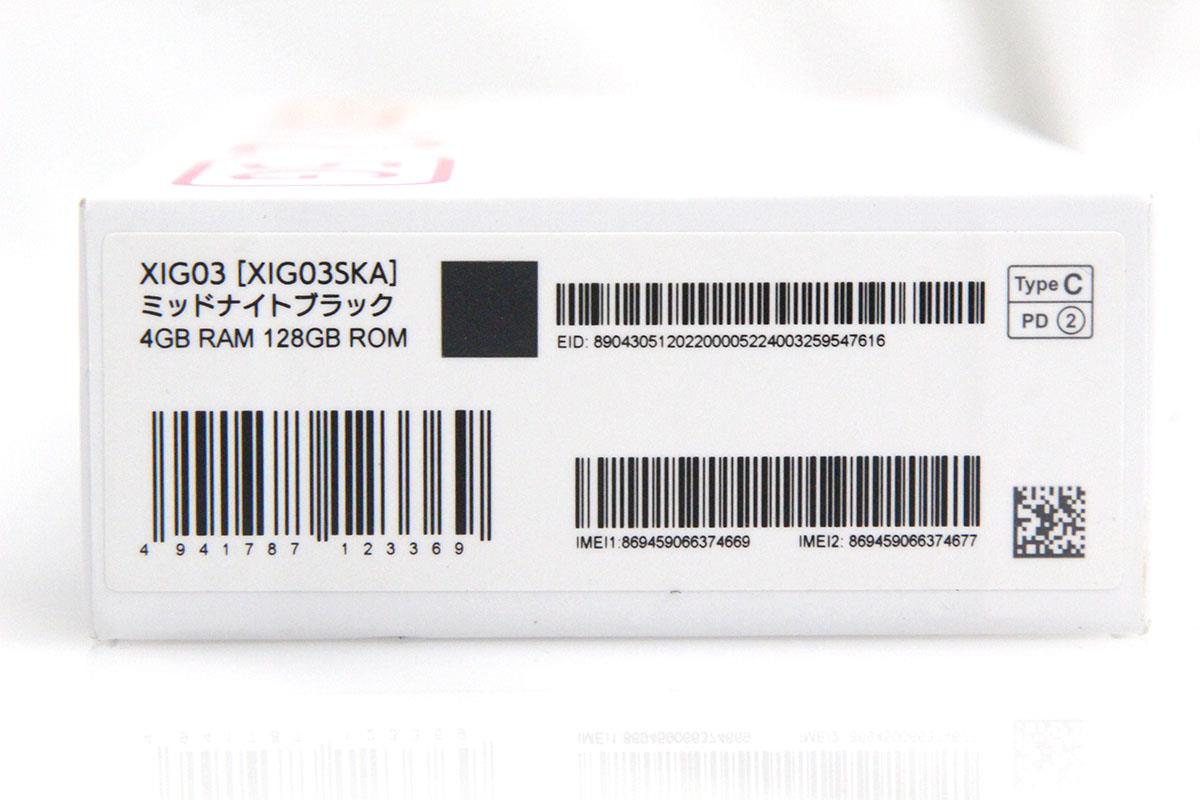 XIG03 [XIG03SKA]
ミッドナイトブラック
4GB RAM 128GB ROM
EID: 89043051202200005224003259547616
Type C
PD 2
4 941787 123369
IMEI1:869459066374669 IMEI2: 869459066374677